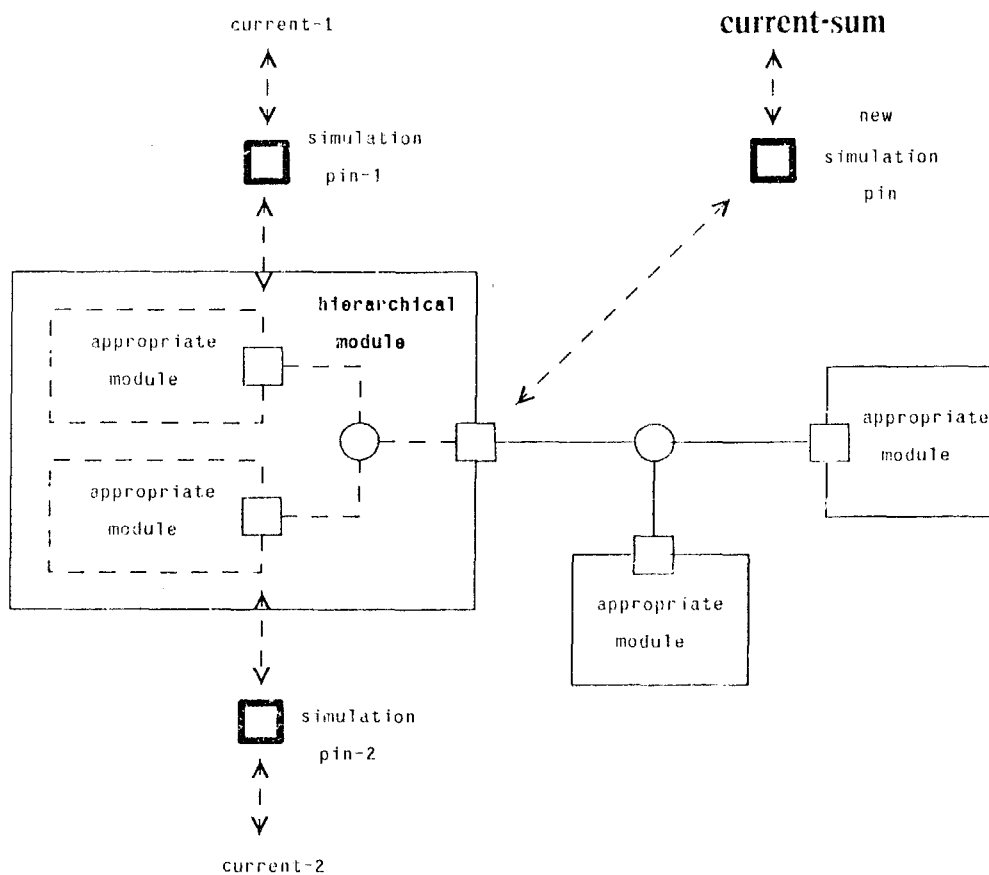 current-1
current-sum
simulation
pin-1
new
simulation
pin
hierarchical
module
appropriate
module
appropriate
module
appropriate
module
appropriate
module
simulation
pin-2
current-2